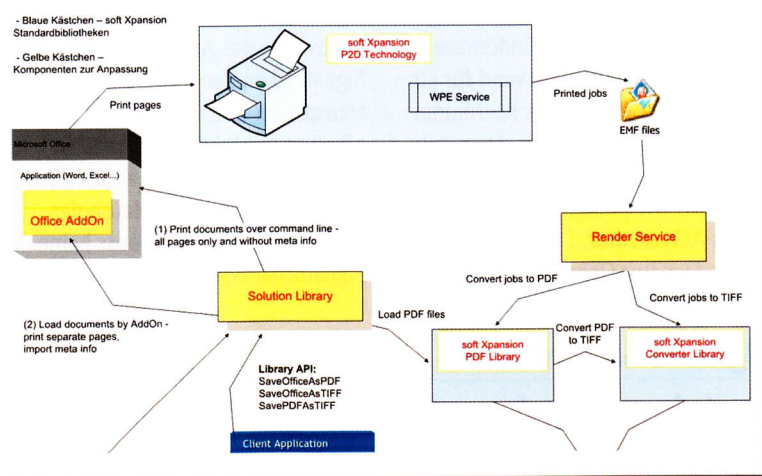 - Blaue Kästchen – soft Xpansion
Standardbibliotheken
- Gelbe Kästchen –
Komponenten zur Anpassung
soft Xpansion
P2D Technology
WPE Service
Print pages
Printed jobs
EMF files
Microsoft Office
Application (Word, Excel...)
Office AddOn
(1) Print documents over command line -
all pages only and without meta info
Render Service
Convert jobs to PDF
Convert jobs to TIFF
Solution Library
Load PDF files
(2) Load documents by AddOn -
print separate pages,
import meta info
soft Xpansion
PDF Library
Convert PDF
to TIFF
soft Xpansion
Converter Library
Library API:
SaveOfficeAsPDF
SaveOfficeAsTIFF
SavePDFAsTIFF
Client Application